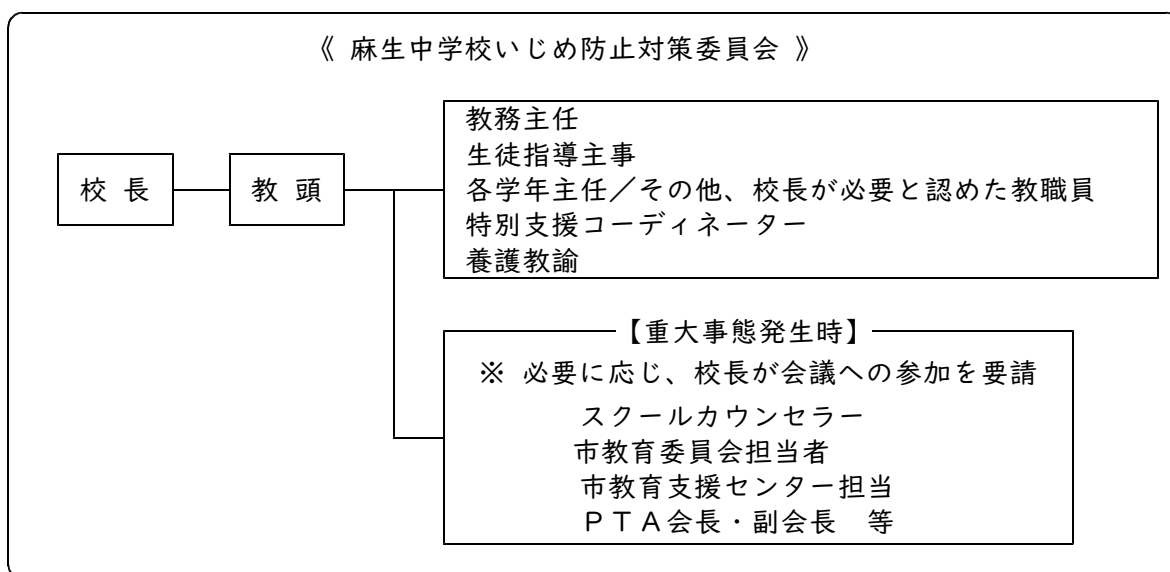 《 麻生中学校いじめ防止対策委員会 》
校 長
教 頭
教務主任
生徒指導主事
各学年主任／その他、校長が必要と認めた教職員
特別支援コーディネーター
養護教諭
【重大事態発生時】
※ 必要に応じ、校長が会議への参加を要請
スクールカウンセラー
市教育委員会担当者
市教育支援センター担当
ＰＴＡ会長・副会長　等